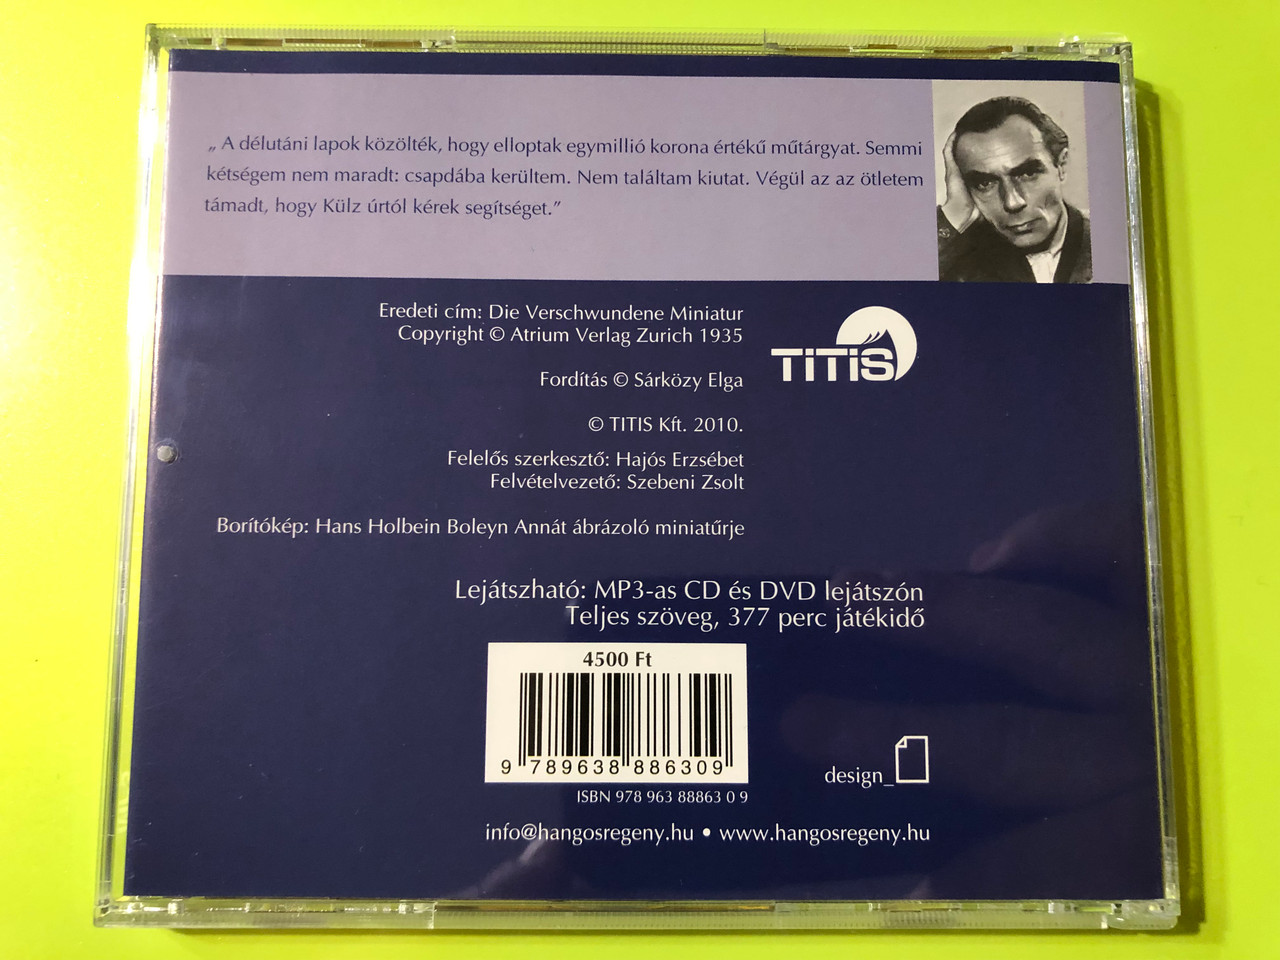 „ A délutáni lapok közölték, hogy elloptak egymillió korona értékű műtárgyat. Semmi
kétségem nem maradt: csapdába kerültem. Nem találtam kiutat. Végül az az ötletem
támadt, hogy Külz úrtól kérek segítséget.”
Eredeti cím: Die Verschwundene Miniatur
Copyright © Atrium Verlag Zurich 1935
TiTiS
Fordítás © Sárközy Elga
© TITIS Kft. 2010.
Felelős szerkesztő: Hajós Erzsébet
Felvételvezető: Szebeni Zsolt
Borítókép: Hans Holbein Boleyn Annát ábrázoló miniatűrje
Lejátszható: MP3-as CD és DVD lejátszón
Teljes szöveg, 377 perc játékidő
4500 Ft
9 789638 886309
design_
ISBN 978 963 88863 0 9
info@hangosregeny.hu • www.hangosregeny.hu